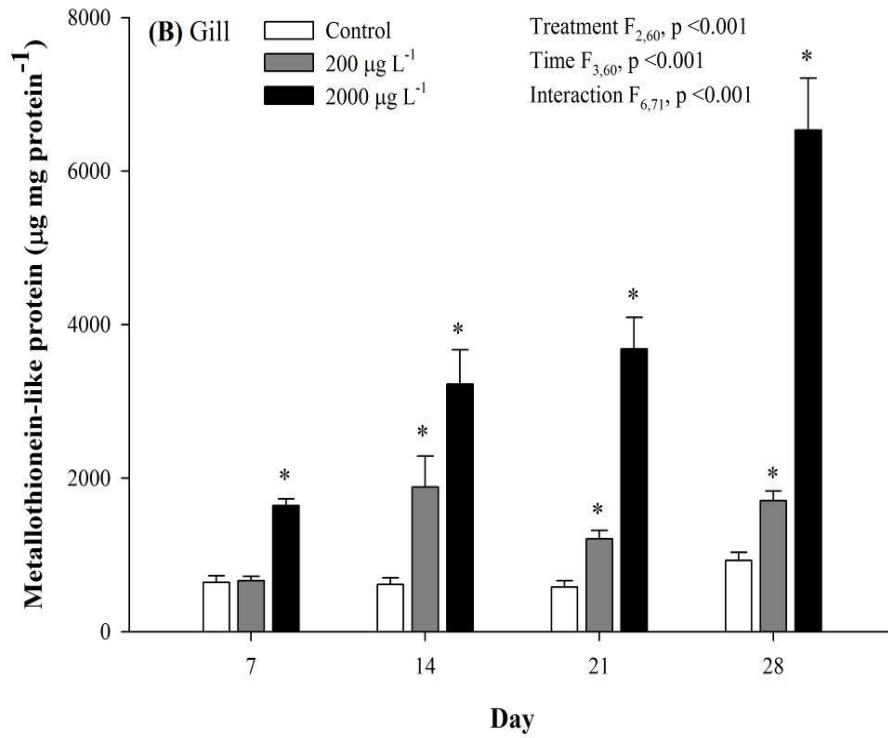 (B) Gill
Control
200 µg L⁻¹
2000 µg L⁻¹
Treatment F₂,₆₀, p <0.001
Time F₃,₆₀, p <0.001
Interaction F₆,₇₁, p <0.001
Metallothionein-like protein (µg mg protein⁻¹)
8000
6000
4000
2000
0
*
*
*
*
*
*
*
7
14
21
28
Day